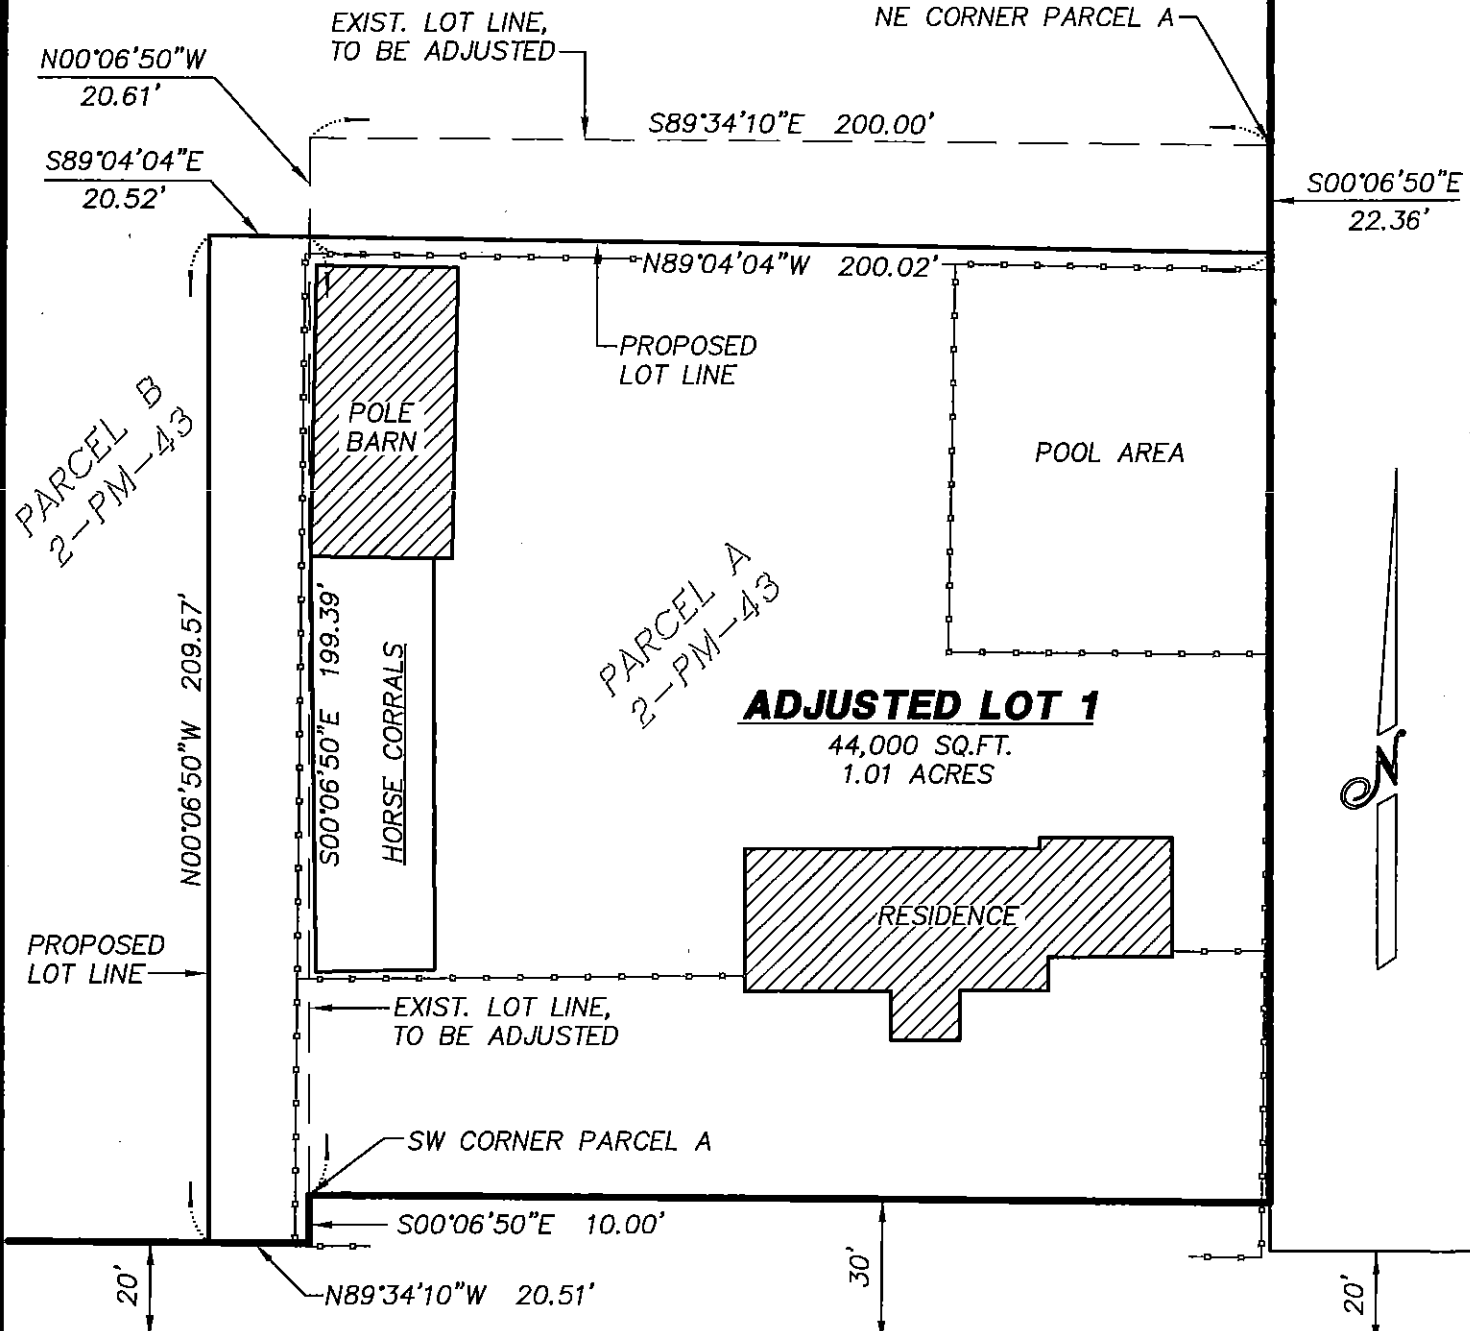 EXIST. LOT LINE,
TO BE ADJUSTED
NE CORNER PARCEL A
N00°06'50"W
20.61'
S89°34'10"E 200.00'
S89°04'04"E
20.52'
S00°06'50"E
22.36'
N89°04'04"W 200.02'
PROPOSED
LOT LINE
PARCEL B
2-PM-43
POLE
BARN
POOL AREA
PARCEL A
2-PM-43
N00°06'50"W 209.57'
S00°06'50"E 199.39'
HORSE CORRALS
ADJUSTED LOT 1
44,000 SQ.FT.
1.01 ACRES
N
RESIDENCE
PROPOSED
LOT LINE
EXIST. LOT LINE,
TO BE ADJUSTED
SW CORNER PARCEL A
S00°06'50"E 10.00'
20'
N89°34'10"W 20.51'
30'
20'